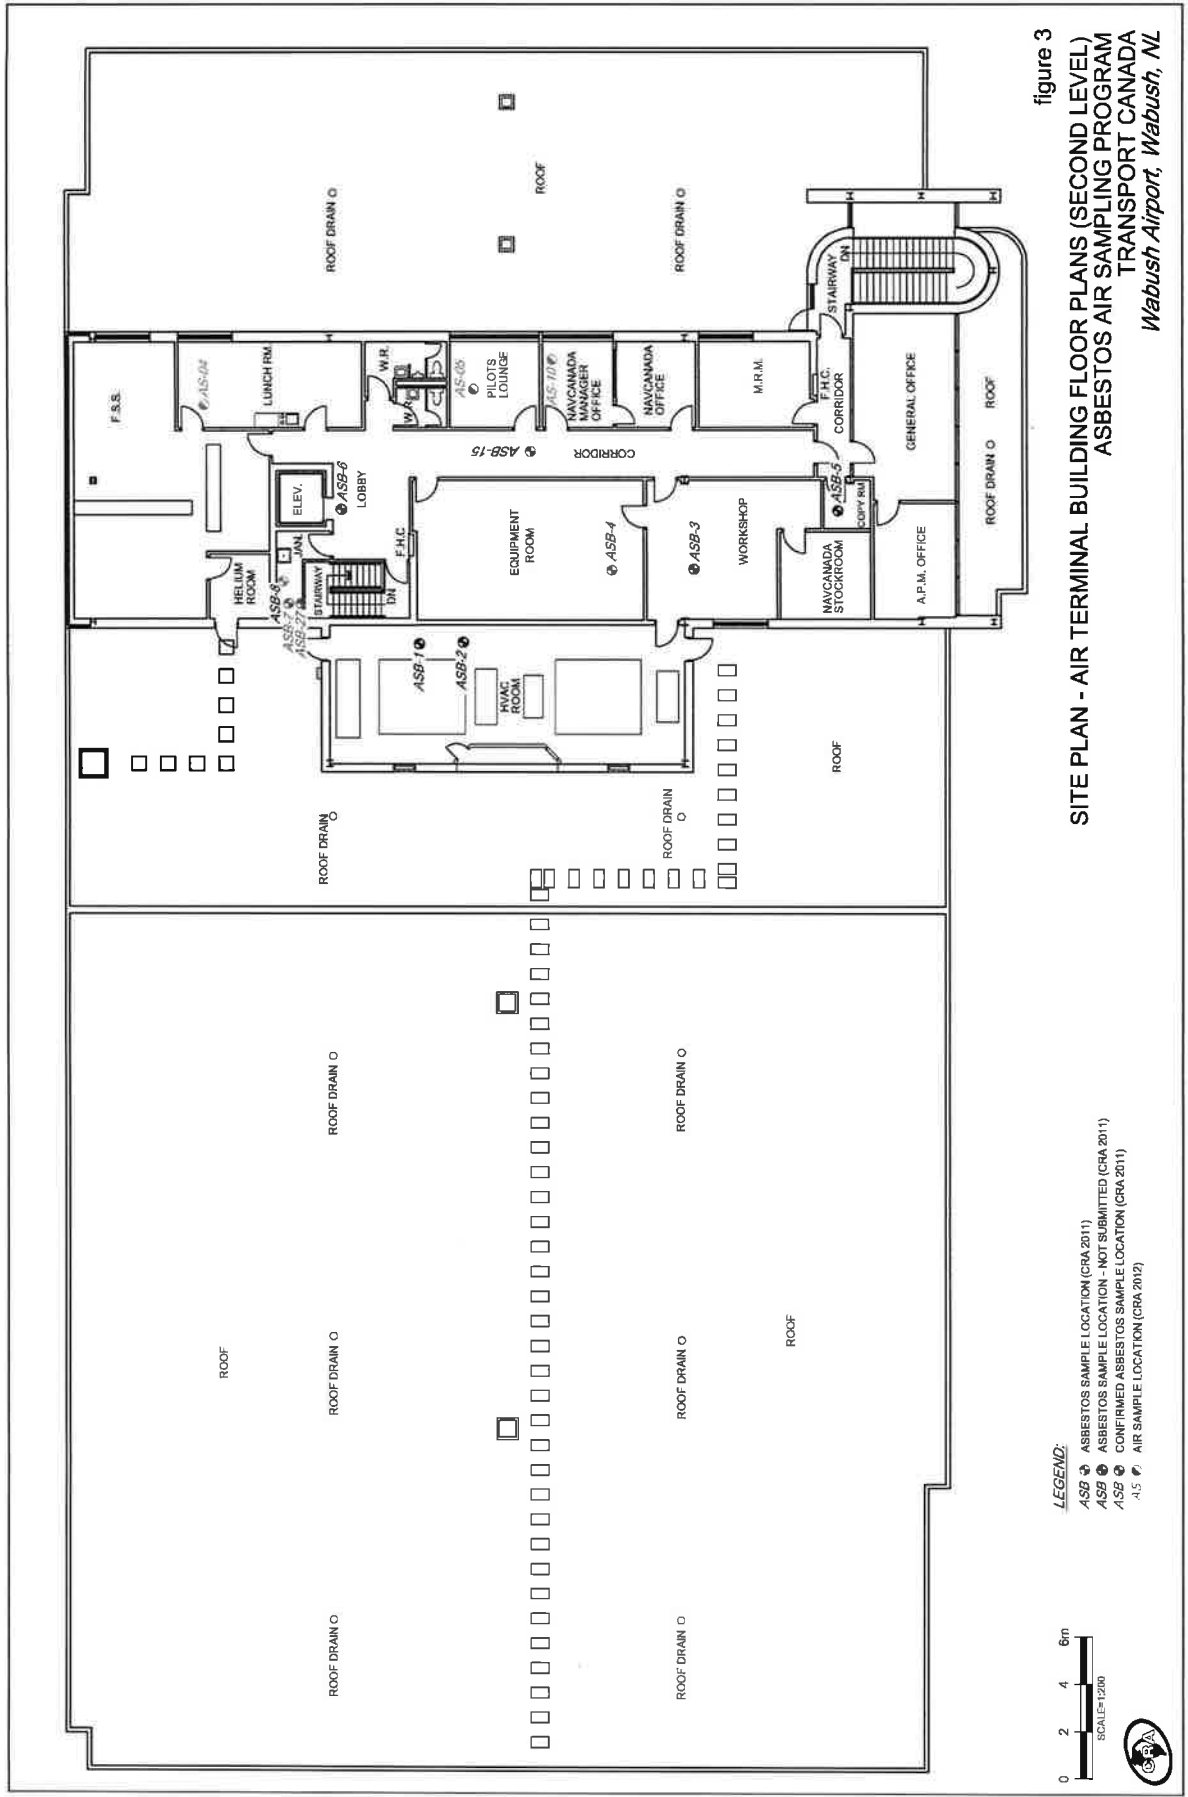 figure 3
SITE PLAN - AIR TERMINAL BUILDING FLOOR PLANS (SECOND LEVEL)
ASBESTOS AIR SAMPLING PROGRAM
TRANSPORT CANADA
Wabush Airport, Wabush, NL
ROOF DRAIN
ROOF
ROOF DRAIN
F.S.S.
AS-04
LUNCH RM.
W.R.
W.R.
AS-05
PILOTS
LOUNGE
AS-10
NAVCANADA
MANAGER
OFFICE
NAVCANADA
OFFICE
M.R.M.
F.H.C.
CORRIDOR
STAIRWAY
DN
GENERAL OFFICE
ROOF
ROOF DRAIN
ELEV.
ASB-6
LOBBY
ASB-15
CORRIDOR
ASB-5
COPY RM
HELIUM
ROOM
JAN.
F.H.C
STAIRWAY
DN
EQUIPMENT
ROOM
ASB-4
ASB-3
WORKSHOP
NAVCANADA
STOCKROOM
A.P.M. OFFICE
ASB-8
ASB-7
ASB-27
ASB-1
ASB-2
HVAC
ROOM
ROOF
ROOF DRAIN
ROOF DRAIN
ROOF DRAIN
ROOF DRAIN
ROOF
ROOF DRAIN
ROOF DRAIN
ROOF
ROOF DRAIN
ROOF DRAIN
LEGEND:
ASB ASBESTOS SAMPLE LOCATION (CRA 2011)
ASB ASBESTOS SAMPLE LOCATION - NOT SUBMITTED (CRA 2011)
ASB CONFIRMED ASBESTOS SAMPLE LOCATION (CRA 2011)
AS AIR SAMPLE LOCATION (CRA 2012)
0 2 4 6m
SCALE=1:200
CRA